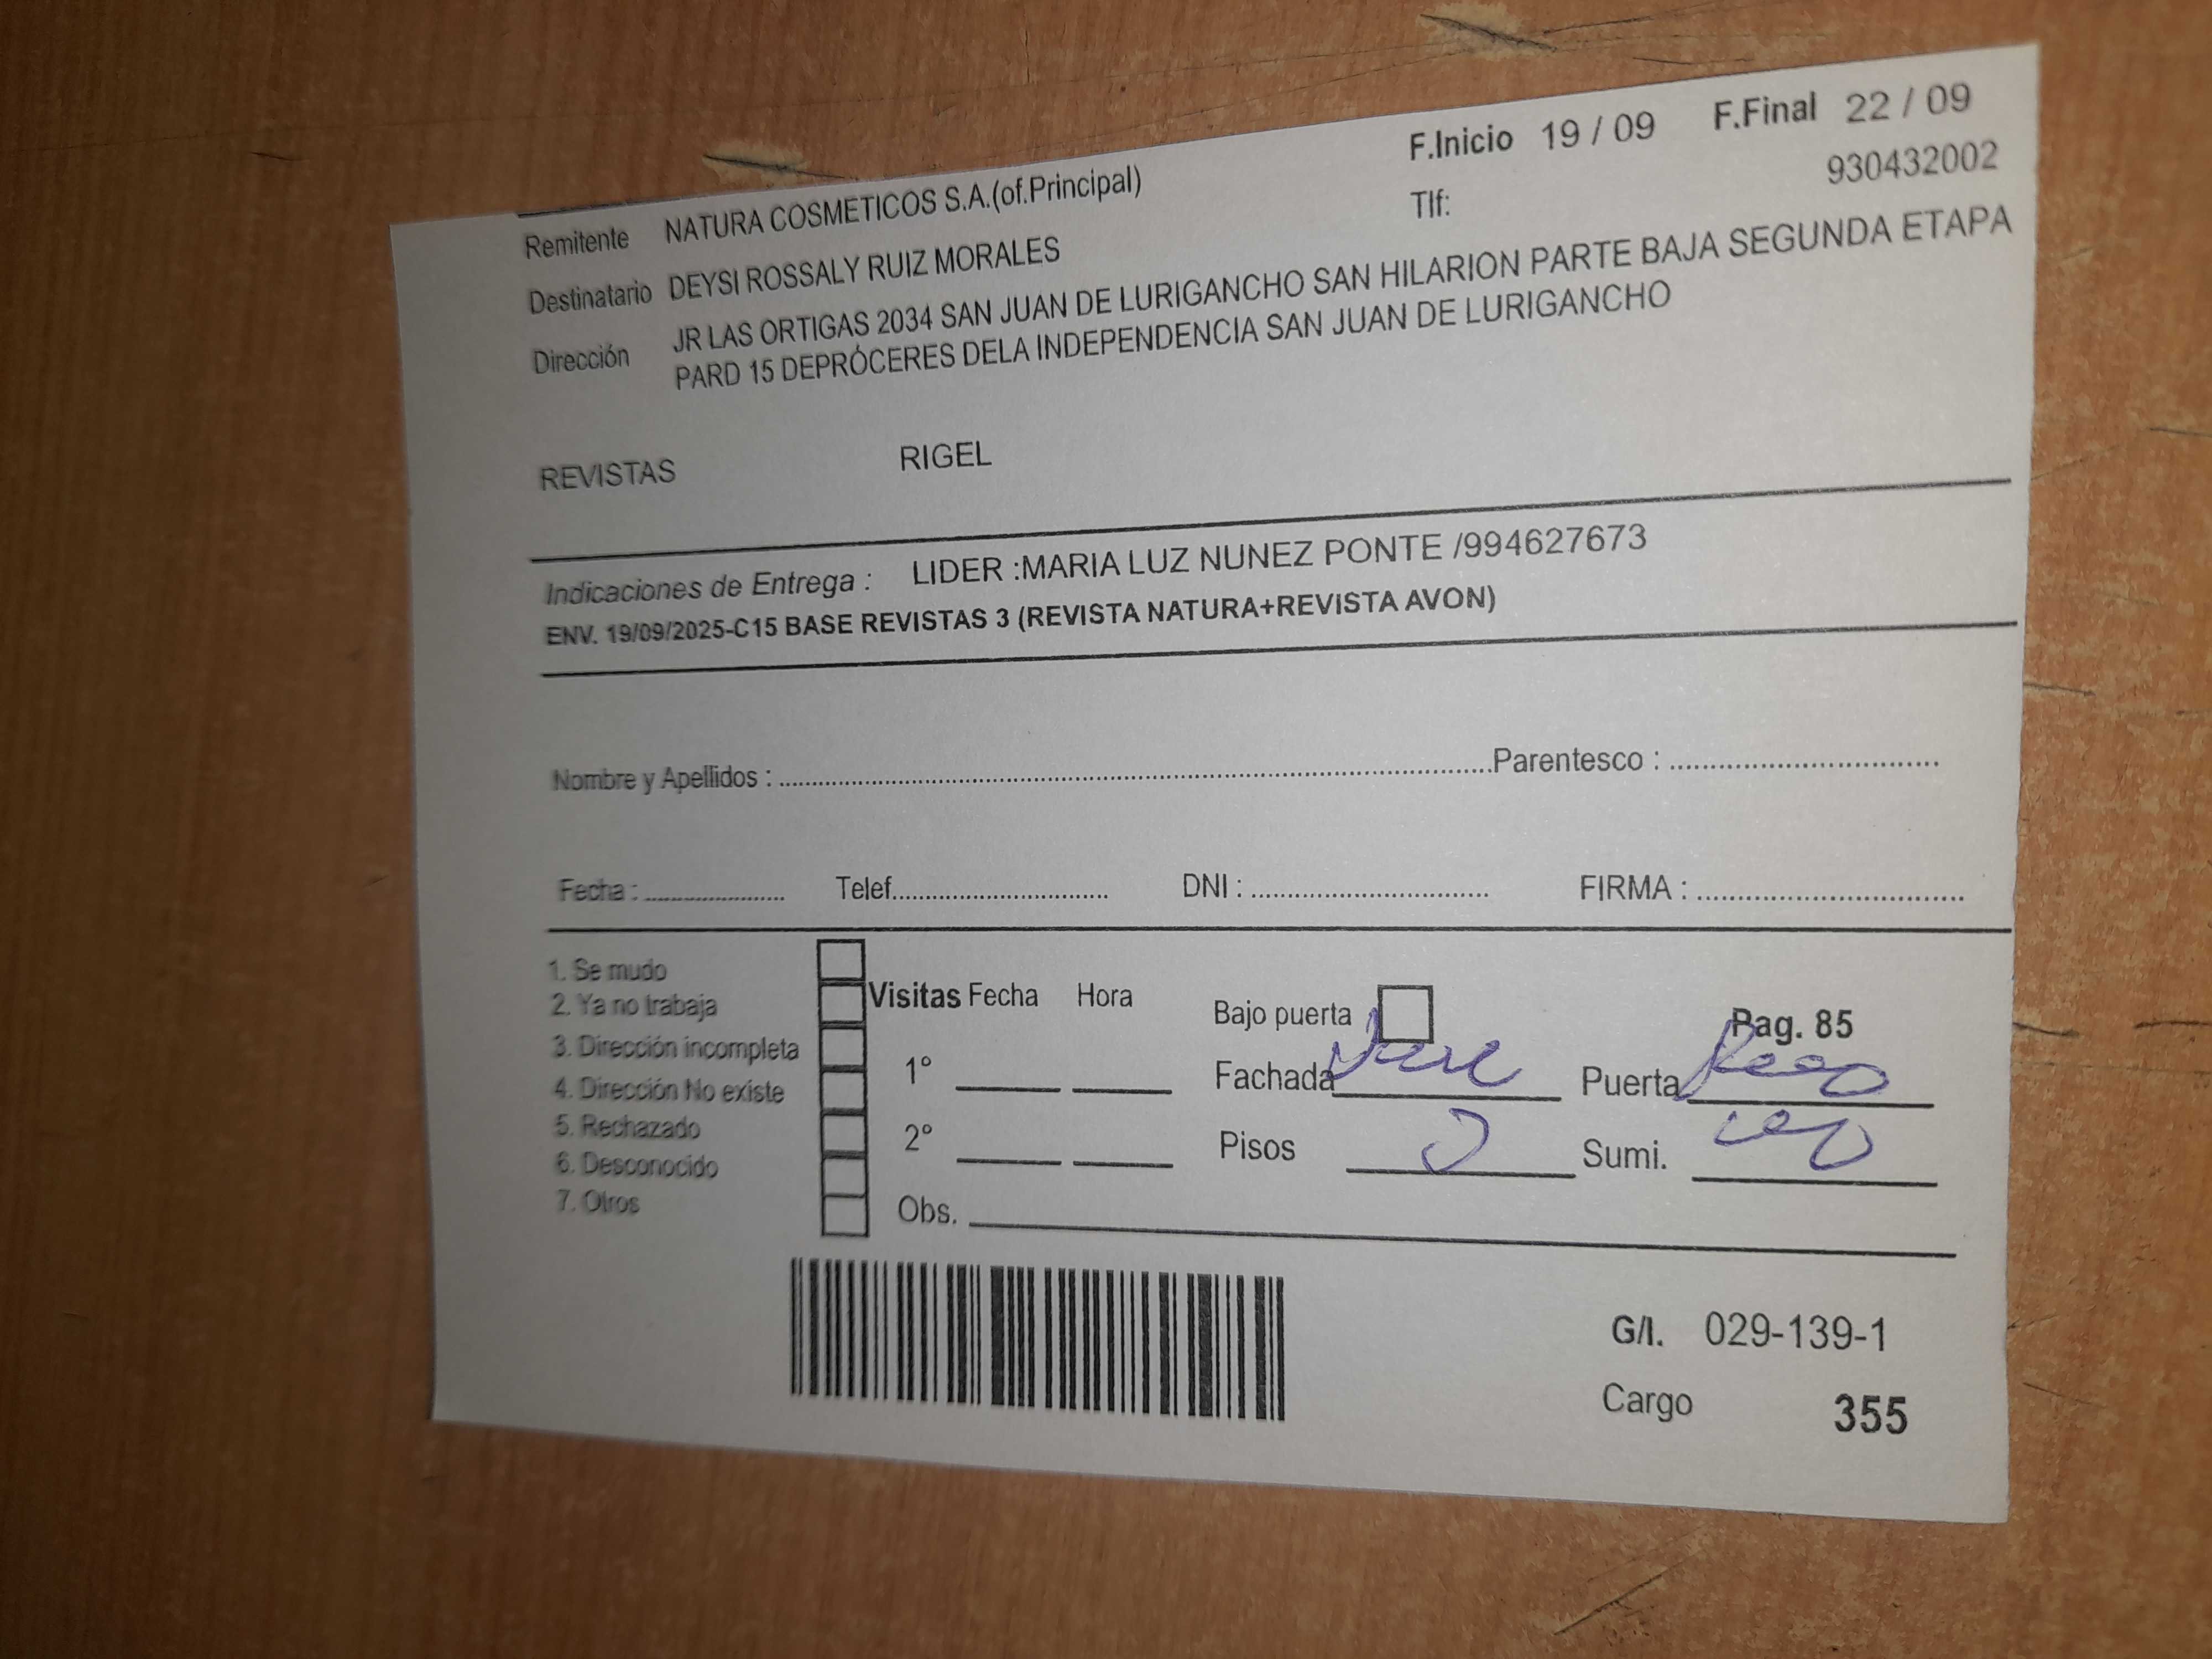 F.Inicio 19 / 09 F.Final 22 / 09
Remitente NATURA COSMETICOS S.A.(of.Principal) Tlf: 930432002
Destinatario DEYSI ROSSALY RUIZ MORALES
Dirección JR LAS ORTIGAS 2034 SAN JUAN DE LURIGANCHO SAN HILARION PARTE BAJA SEGUNDA ETAPA
PARD 15 DEPRÓCERES DELA INDEPENDENCIA SAN JUAN DE LURIGANCHO
REVISTAS RIGEL
Indicaciones de Entrega : LIDER :MARIA LUZ NUNEZ PONTE /994627673
ENV. 19/09/2025-C15 BASE REVISTAS 3 (REVISTA NATURA+REVISTA AVON)
Nombre y Apellidos : Parentesco :
Fecha : Telef. DNI : FIRMA :
1. Se mudo
2. Ya no trabaja
3. Dirección incompleta
4. Dirección No existe
5. Rechazado
6. Desconocido
7. Otros
Visitas Fecha Hora
1º
2º
Obs.
Bajo puerta Pag. 85
Fachada Puerta
Pisos Sumi.
G/I. 029-139-1
Cargo 355